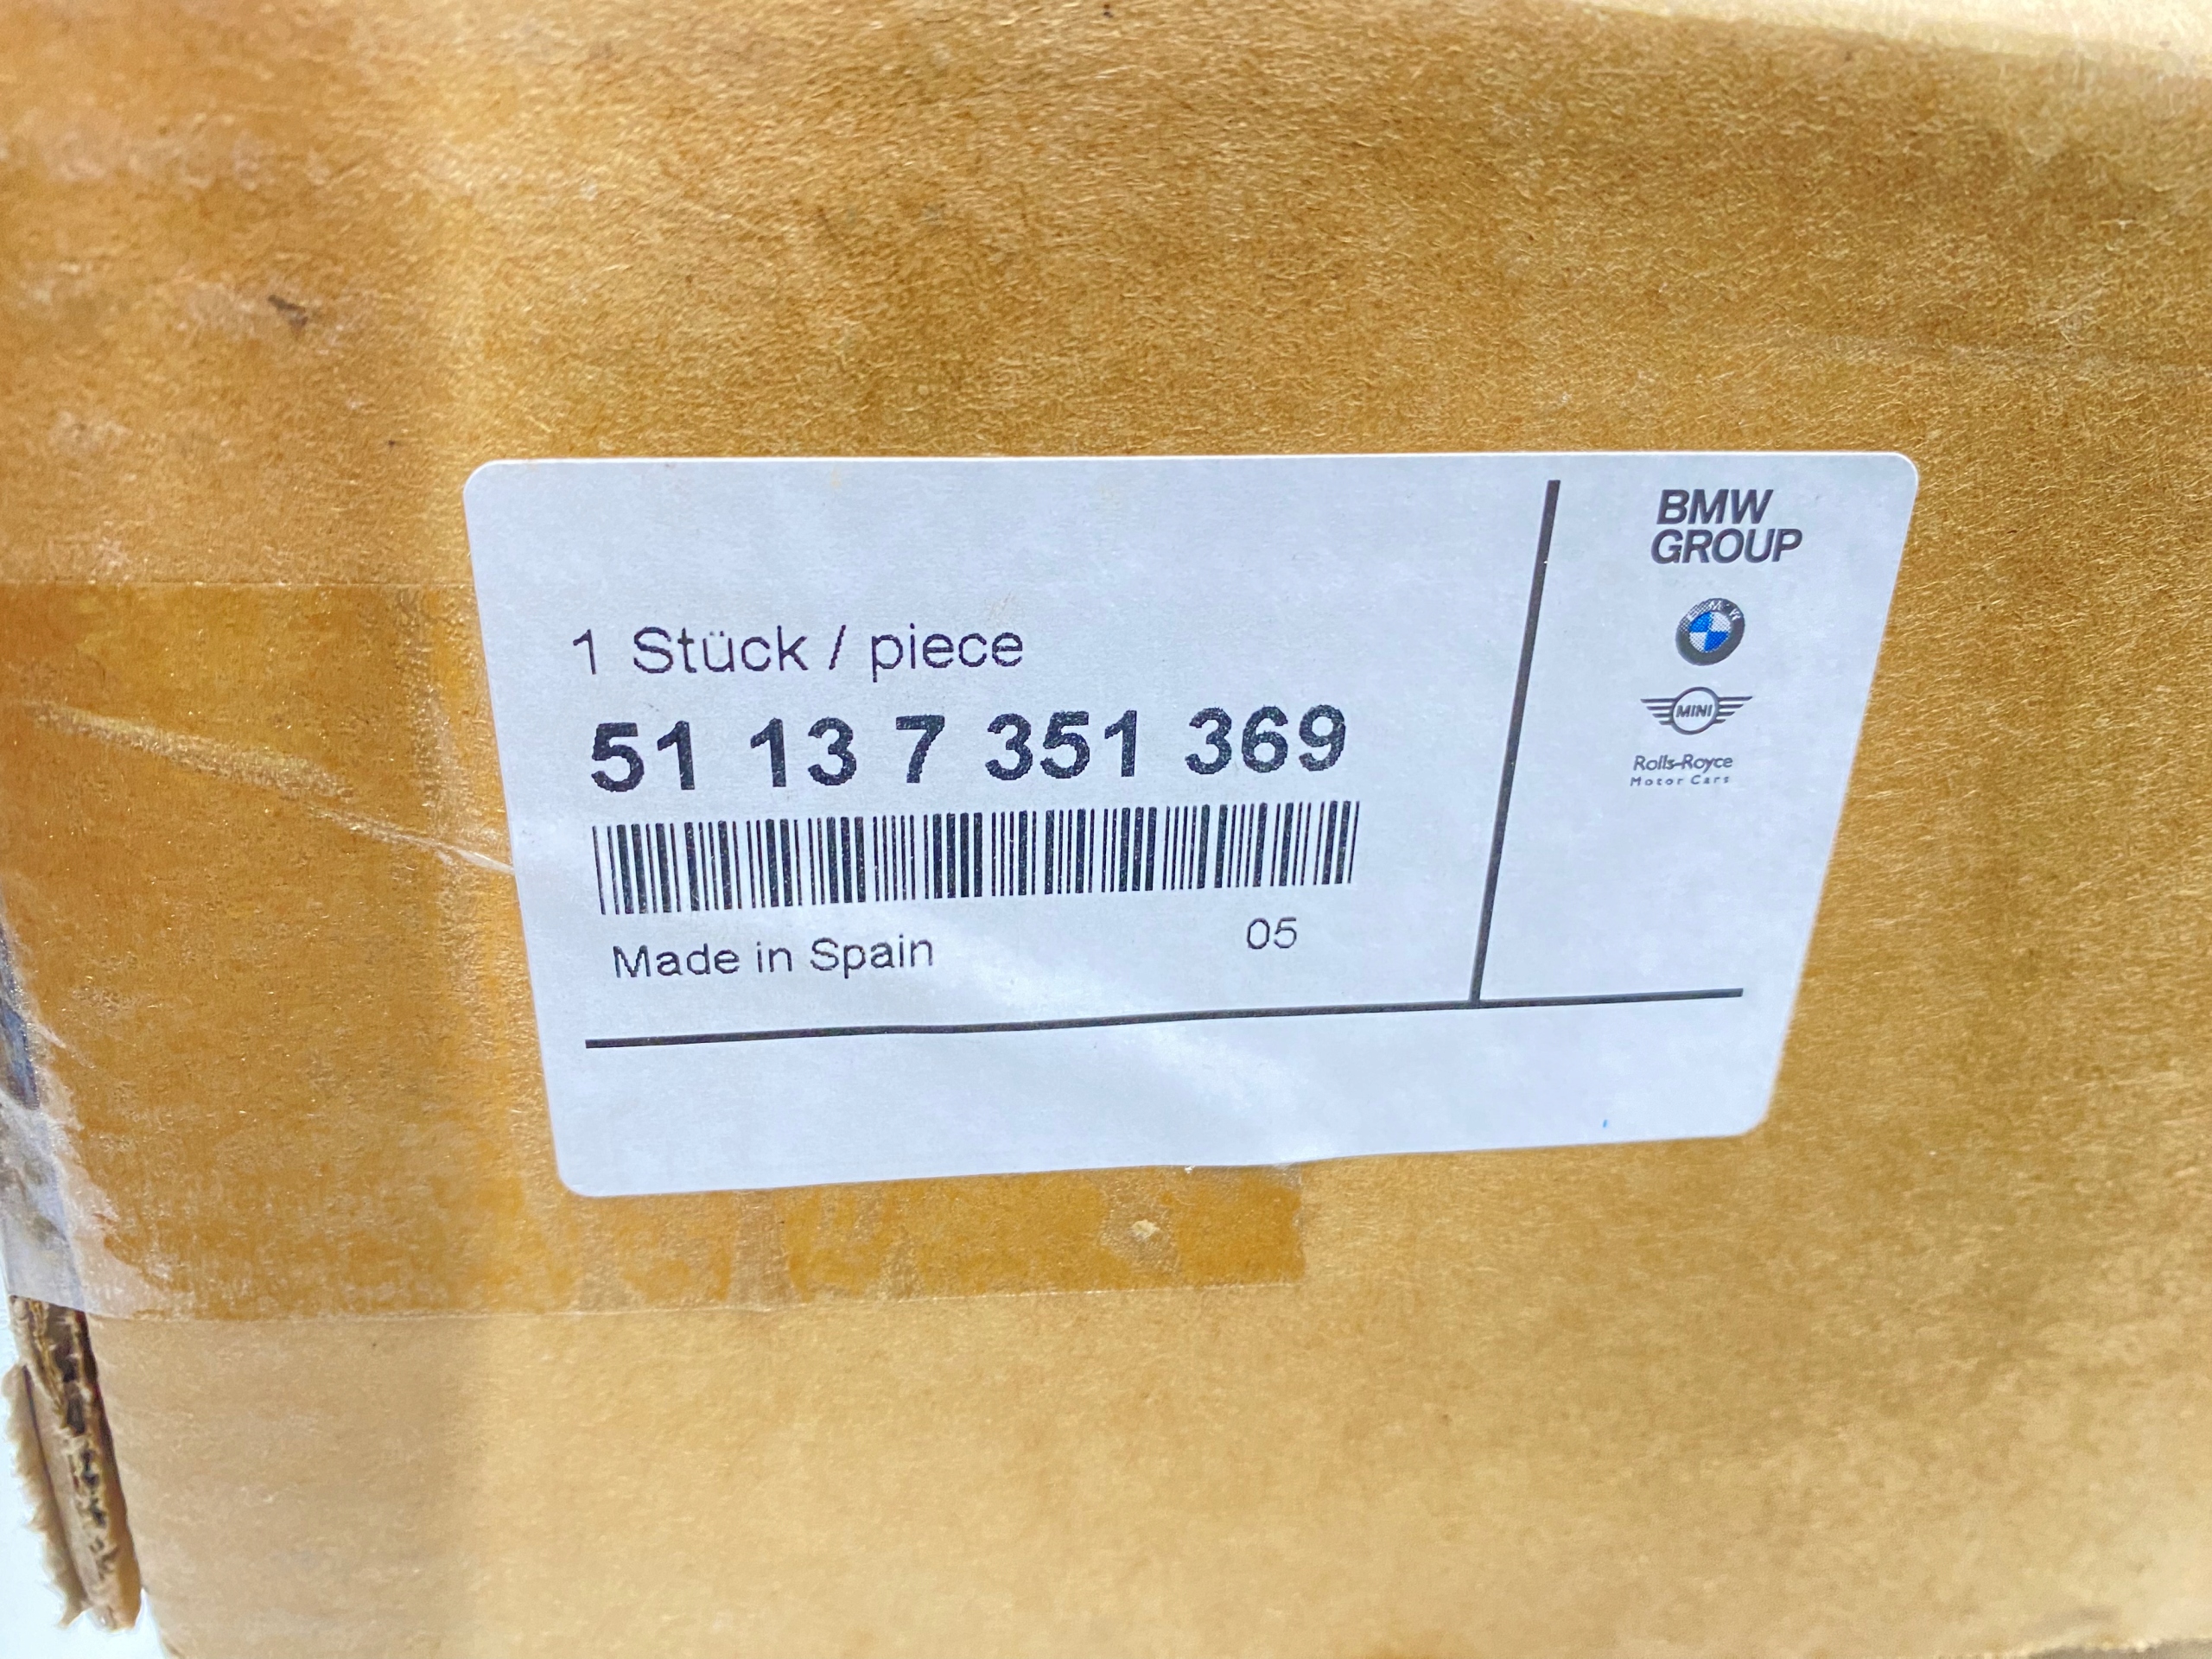 1 Stück / piece
51 13 7 351 369
Made in Spain
05
BMW
GROUP
BMW
MINI
Rolls-Royce
Motor Cars